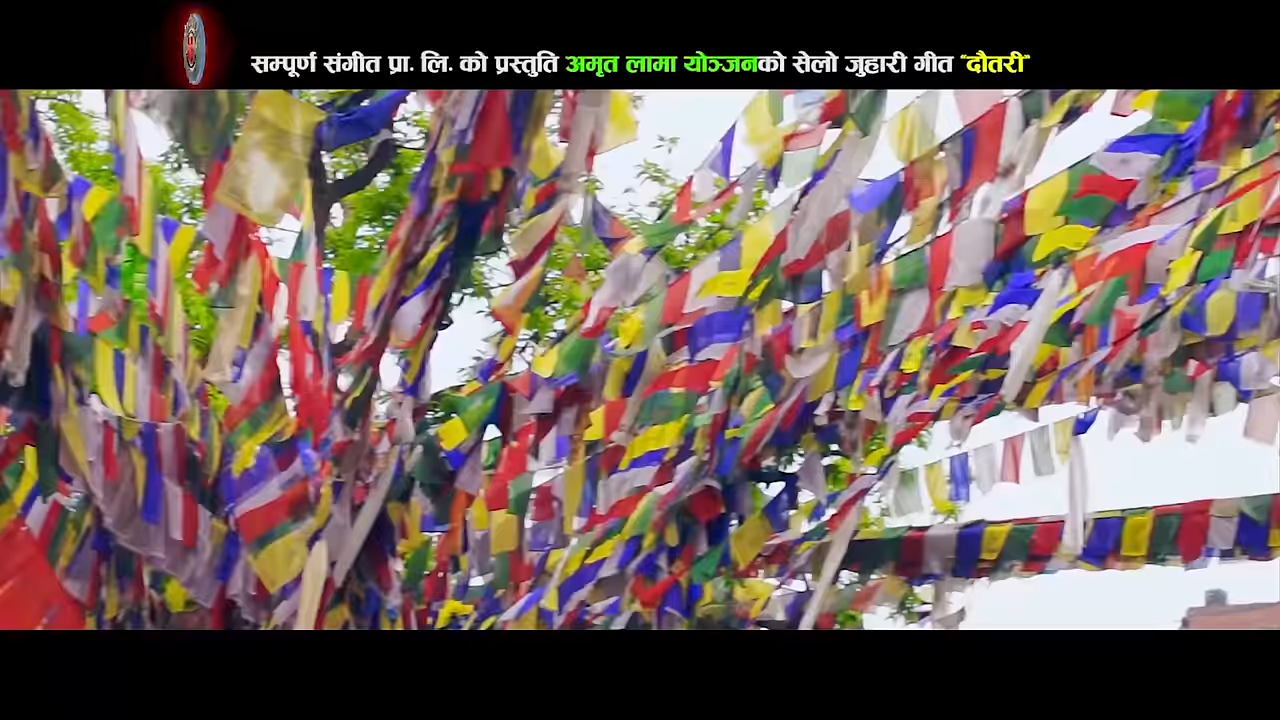 सम्पूर्ण संगीत प्रा. लि. को प्रस्तुति अमृत लामा योञ्जनको सेलो जुहारी गीत "दौतरी"